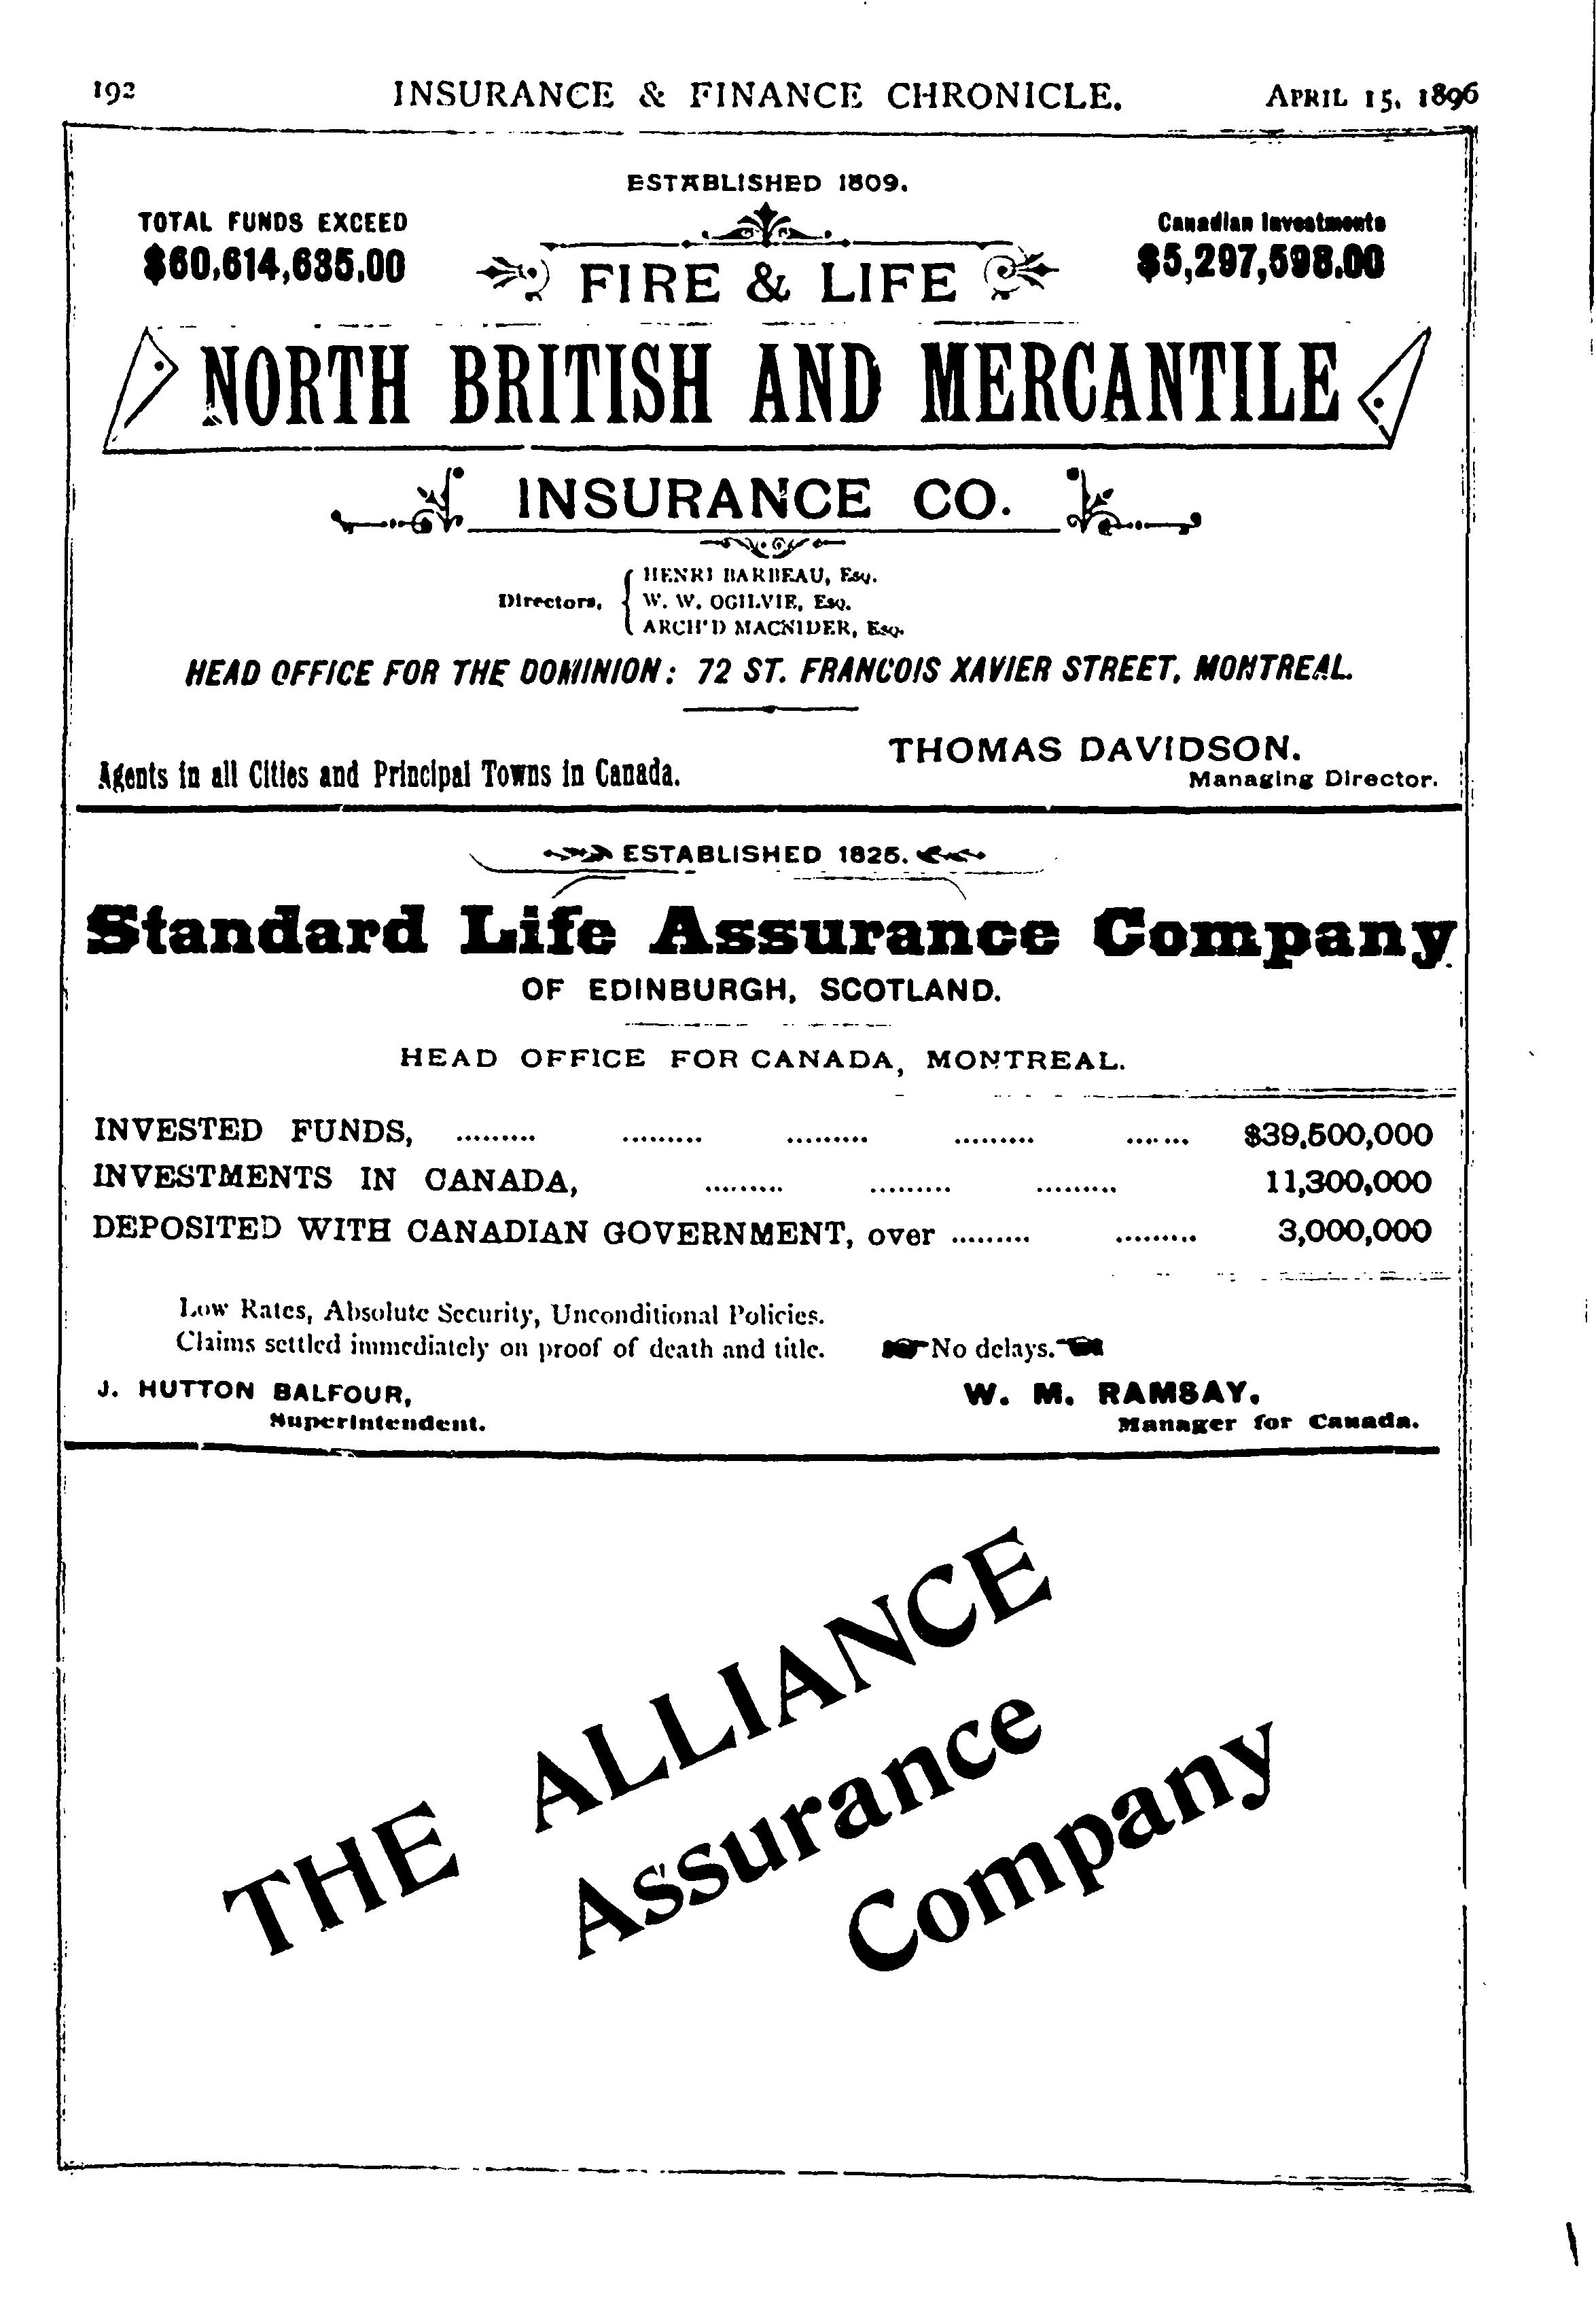 192 INSURANCE & FINANCE CHRONICLE. APRIL 15, 1896
ESTABLISHED 1809.
TOTAL FUNDS EXCEED
$60,614,635.00
Canadian Investments
$5,297,598.00
FIRE & LIFE
NORTH BRITISH AND MERCANTILE
INSURANCE CO.
Directors,
HENRI BARBEAU, Esq.
W. W. OGILVIE, Esq.
ARCH'D MACNIDER, Esq.
HEAD OFFICE FOR THE DOMINION: 72 ST. FRANCOIS XAVIER STREET, MONTREAL.
Agents in all Cities and Principal Towns in Canada.
THOMAS DAVIDSON.
Managing Director.
ESTABLISHED 1825.
Standard Life Assurance Company
OF EDINBURGH, SCOTLAND.
HEAD OFFICE FOR CANADA, MONTREAL.
INVESTED FUNDS, ......... ......... ......... ......... ....... $39,500,000
INVESTMENTS IN CANADA, ......... ......... ......... 11,300,000
DEPOSITED WITH CANADIAN GOVERNMENT, over ......... ......... 3,000,000
Low Rates, Absolute Security, Unconditional Policies.
Claims settled immediately on proof of death and title. No delays.
J. HUTTON BALFOUR,
Superintendent.
W. M. RAMSAY,
Manager for Canada.
THE ALLIANCE
Assurance
Company